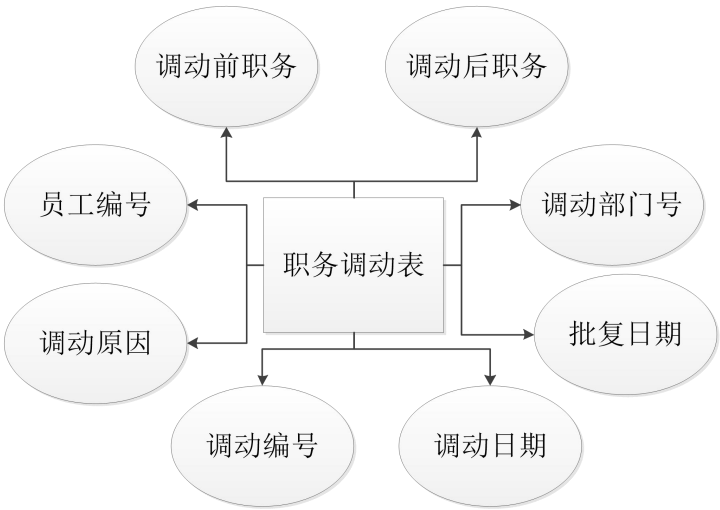 调动前职务
调动后职务
员工编号
调动部门号
职务调动表
调动原因
批复日期
调动编号
调动日期